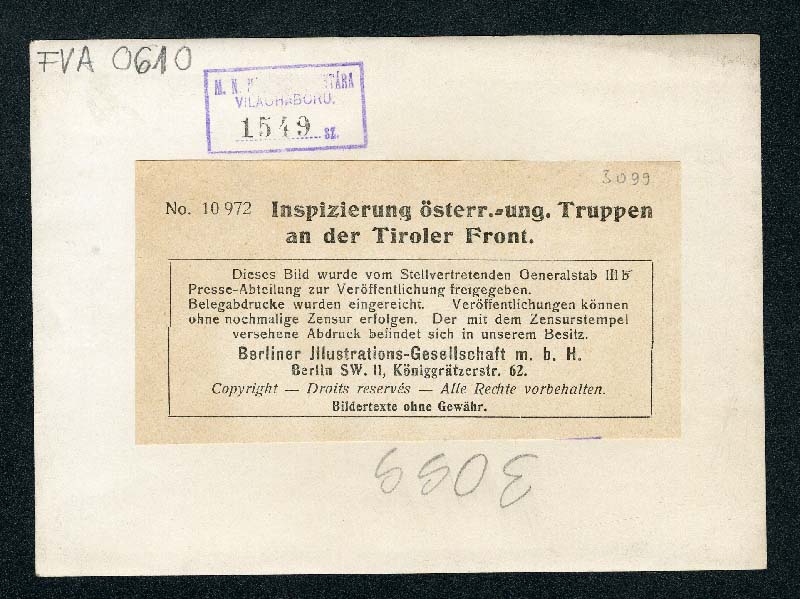 FVA 0610
M. N.
VILÁGHÁBORÚ.
1549 sz.
3099
No. 10 972 Inspizierung österr.-ung. Truppen
an der Tiroler Front.
Dieses Bild wurde vom Stellvertretenden Generalstab III b
Presse-Abteilung zur Veröffentlichung freigegeben.
Belegabdrucke wurden eingereicht. Veröffentlichungen können
ohne nochmalige Zensur erfolgen. Der mit dem Zensurstempel
versehene Abdruck befindet sich in unserem Besitz.
Berliner Jllustrations-Gesellschaft m. b. H.
Berlin SW. 11, Königgrätzerstr. 62.
Copyright — Droits reservés — Alle Rechte vorbehalten.
Bildertexte ohne Gewähr.
3099